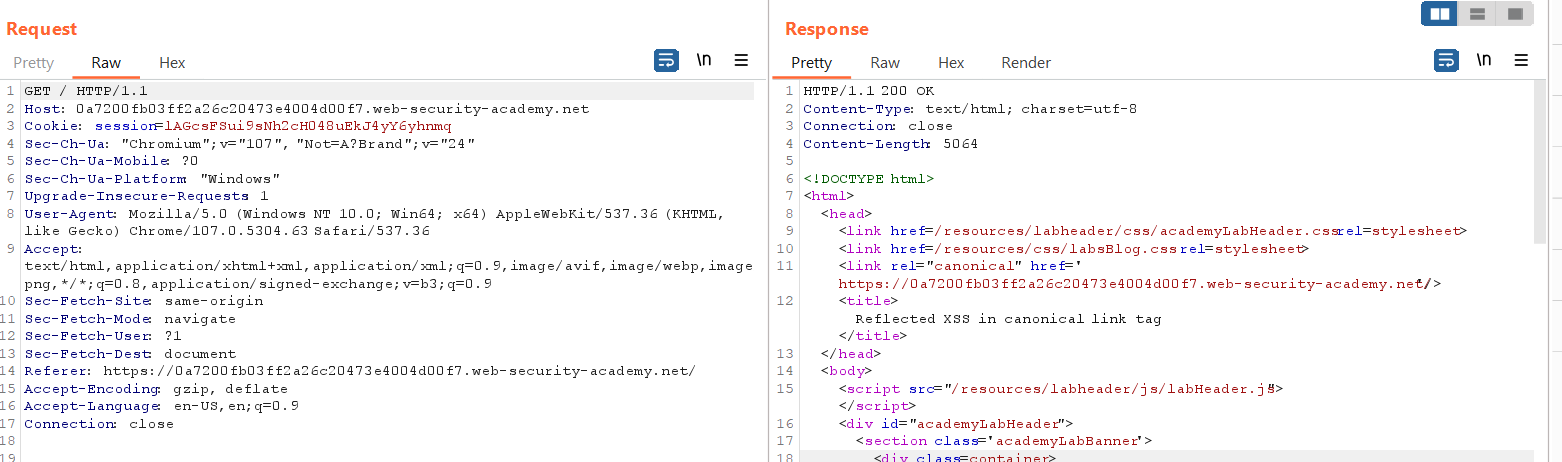 Request
Pretty Raw Hex \n
1 GET / HTTP/1.1
2 Host: 0a7200fb03ff2a26c20473e4004d00f7.web-security-academy.net
3 Cookie: session=lAGcsFSui9sNh2cH048uEkJ4yY6yhnmq
4 Sec-Ch-Ua: "Chromium";v="107", "Not=A?Brand";v="24"
5 Sec-Ch-Ua-Mobile: ?0
6 Sec-Ch-Ua-Platform: "Windows"
7 Upgrade-Insecure-Requests: 1
8 User-Agent: Mozilla/5.0 (Windows NT 10.0; Win64; x64) AppleWebKit/537.36 (KHTML,
like Gecko) Chrome/107.0.5304.63 Safari/537.36
9 Accept:
text/html,application/xhtml+xml,application/xml;q=0.9,image/avif,image/webp,image
png,*/*;q=0.8,application/signed-exchange;v=b3;q=0.9
10 Sec-Fetch-Site: same-origin
11 Sec-Fetch-Mode: navigate
12 Sec-Fetch-User: ?1
13 Sec-Fetch-Dest: document
14 Referer: https://0a7200fb03ff2a26c20473e4004d00f7.web-security-academy.net/
15 Accept-Encoding: gzip, deflate
16 Accept-Language: en-US,en;q=0.9
17 Connection: close
18
19
Response
Pretty Raw Hex Render \n
1 HTTP/1.1 200 OK
2 Content-Type: text/html; charset=utf-8
3 Connection: close
4 Content-Length: 5064
5
6 <!DOCTYPE html>
7 <html>
8 <head>
9 <link href=/resources/labheader/css/academyLabHeader.css rel=stylesheet>
10 <link href=/resources/css/labsBlog.css rel=stylesheet>
11 <link rel="canonical" href='
https://0a7200fb03ff2a26c20473e4004d00f7.web-security-academy.net/'/>
12 <title>
Reflected XSS in canonical link tag
</title>
13 </head>
14 <body>
15 <script src="/resources/labheader/js/labHeader.js">
</script>
16 <div id="academyLabHeader">
17 <section class='academyLabBanner'>
18 <div class=container>